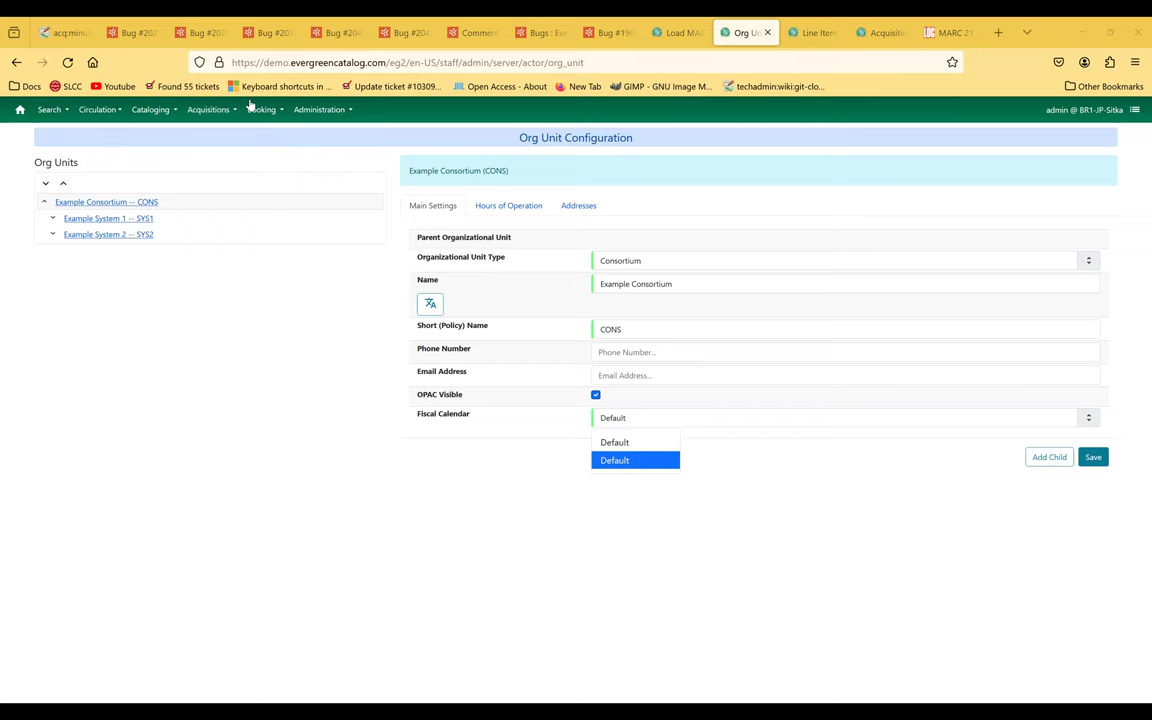 acq:minu
Bug #202
Bug #203
Bug #203
Bug #204
Bug #204
Comment
Bugs : Eve
Bug #196
Load MA
Org Un
Line Item
Acquisitio
MARC 21
https://demo.evergreencatalog.com/eg2/en-US/staff/admin/server/actor/org_unit
Docs
SLCC
Youtube
Found 55 tickets
Keyboard shortcuts in ...
Update ticket #10309...
Open Access - About
New Tab
GIMP - GNU Image M...
techadmin:wiki:git-clo...
Other Bookmarks
Search
Circulation
Cataloging
Acquisitions
Booking
Administration
admin @ BR1-JP-Sitka
Org Unit Configuration
Org Units
Example Consortium -- CONS
Example System 1 -- SYS1
Example System 2 -- SYS2
Example Consortium (CONS)
Main Settings
Hours of Operation
Addresses
Parent Organizational Unit
Organizational Unit Type
Consortium
Name
Example Consortium
Short (Policy) Name
CONS
Phone Number
Phone Number...
Email Address
Email Address...
OPAC Visible
Fiscal Calendar
Default
Default
Default
Add Child
Save